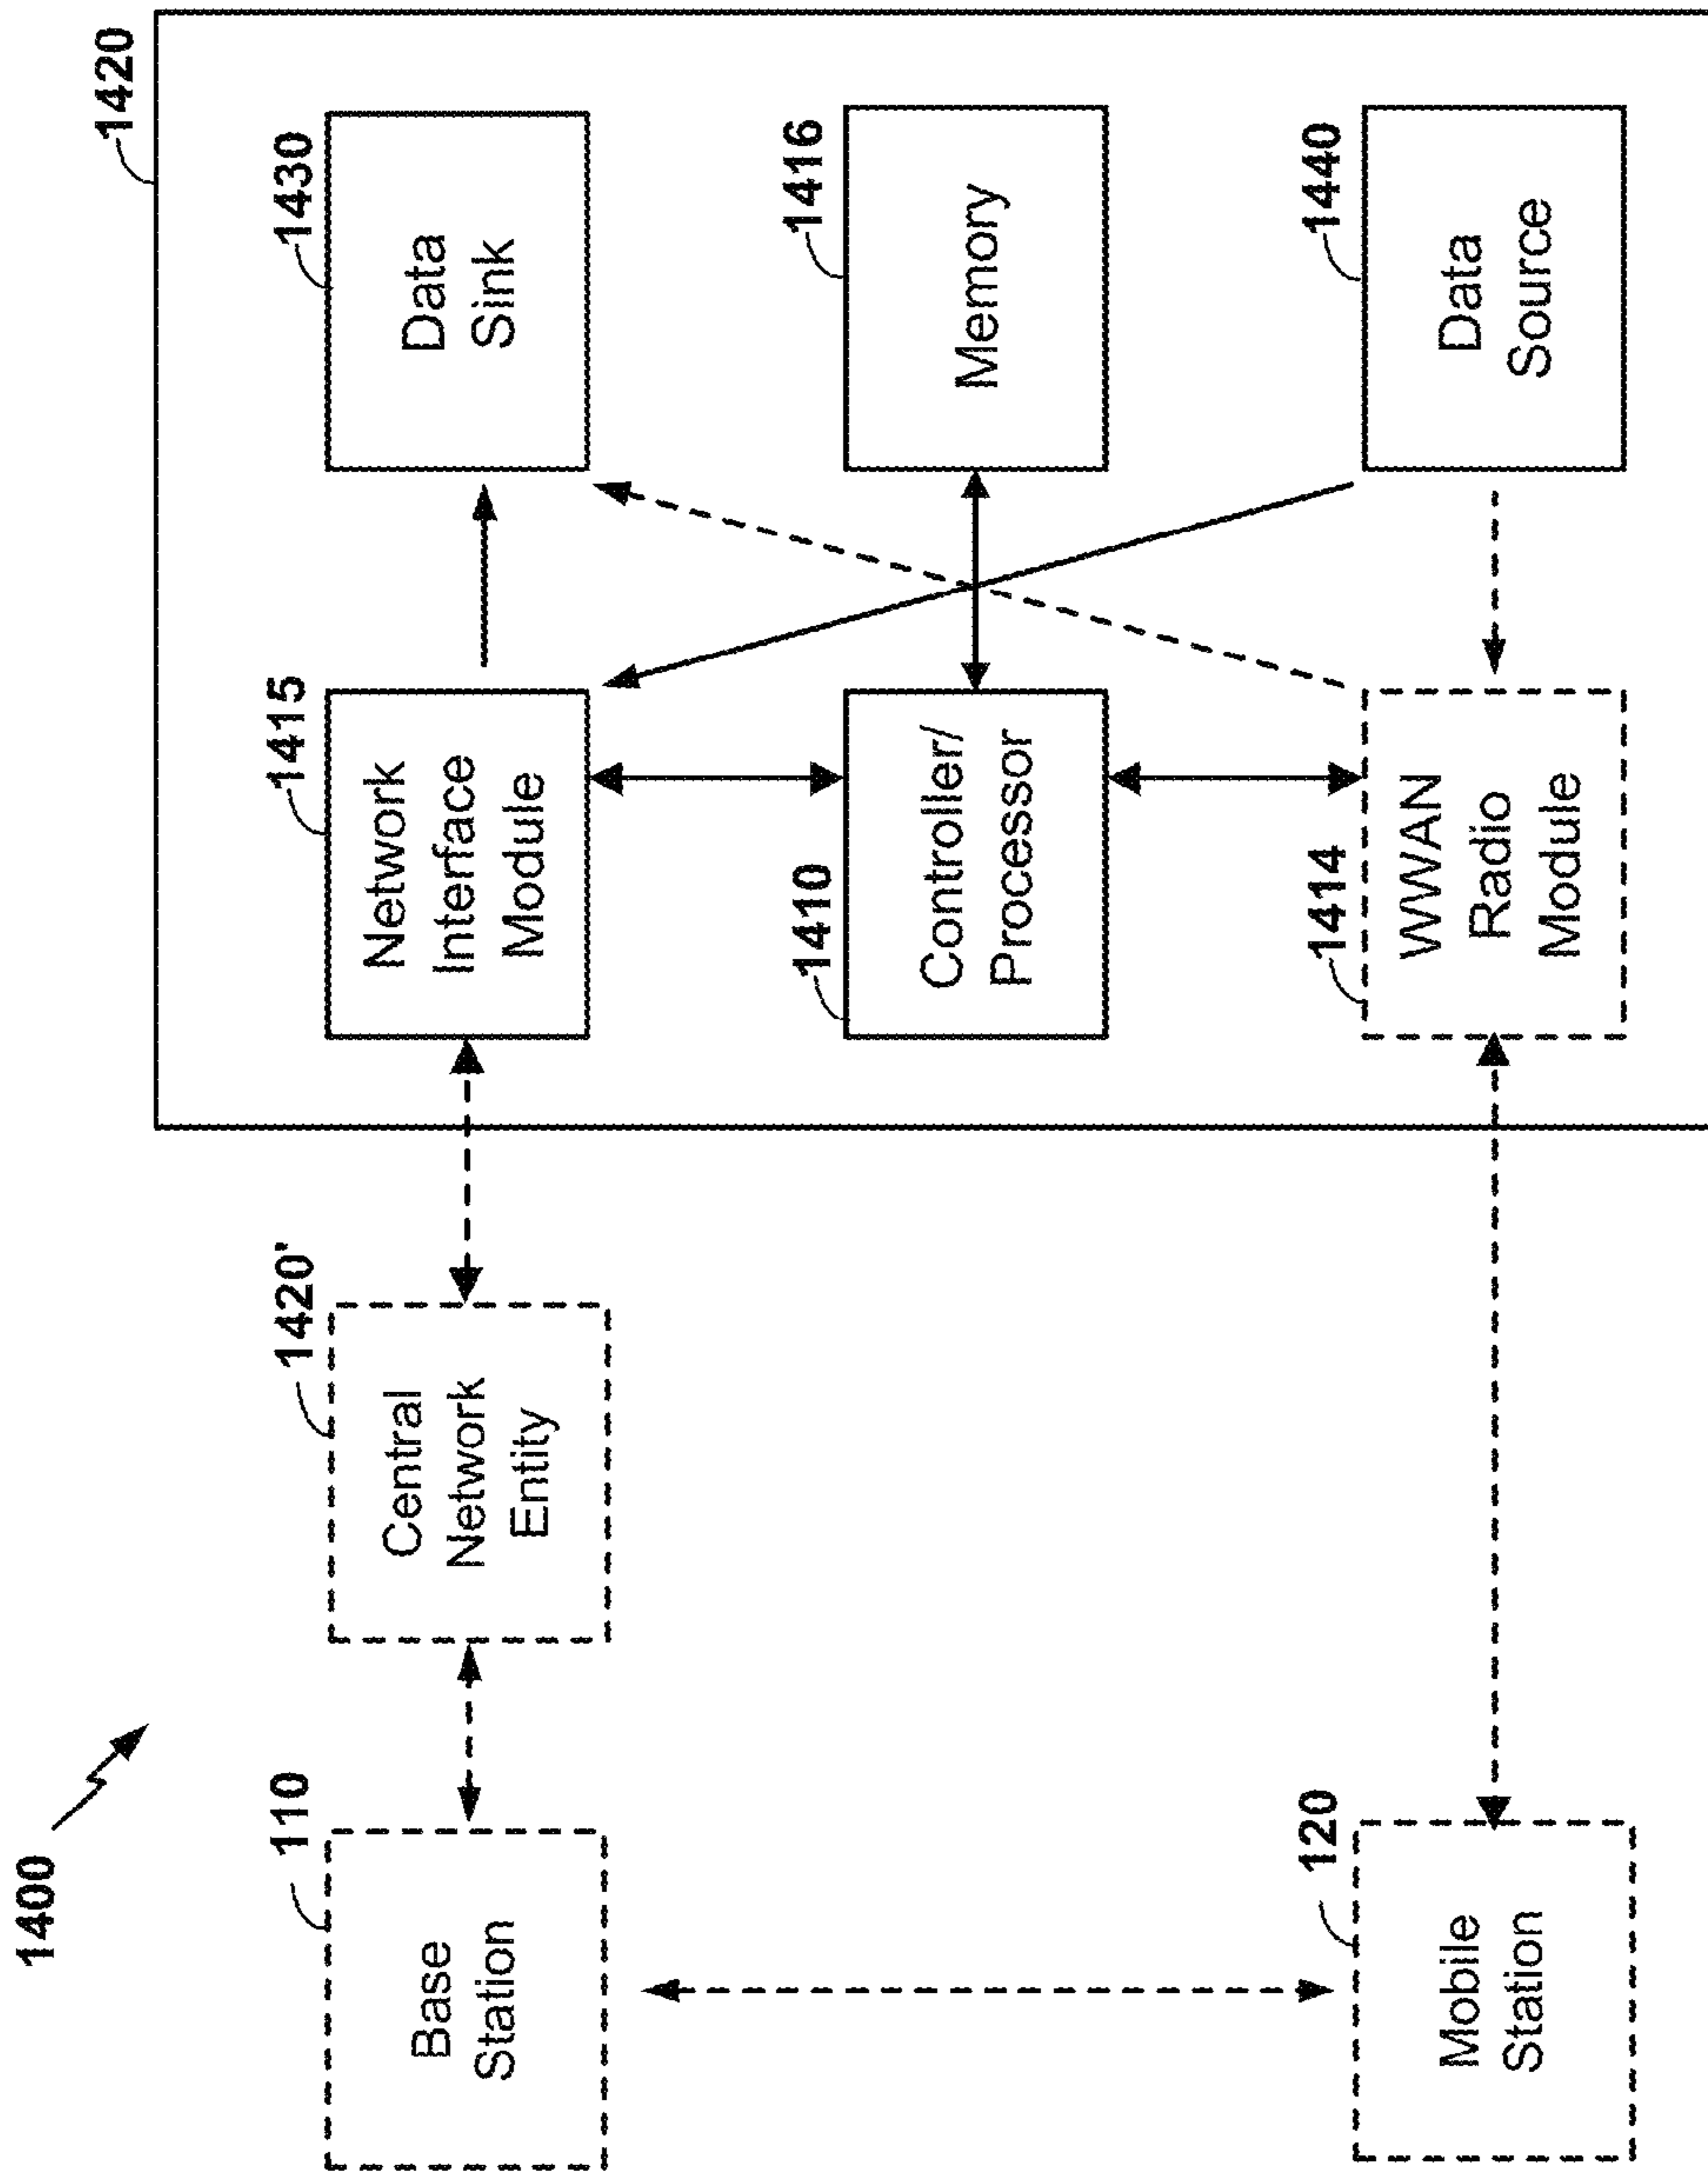 1400
1420
110
Base
Station
1420'
Central
Network
Entity
1415
Network
Interface
Module
1430
Data
Sink
1410
Controller/
Processor
1416
Memory
120
Mobile
Station
1414
WWAN
Radio
Module
1440
Data
Source